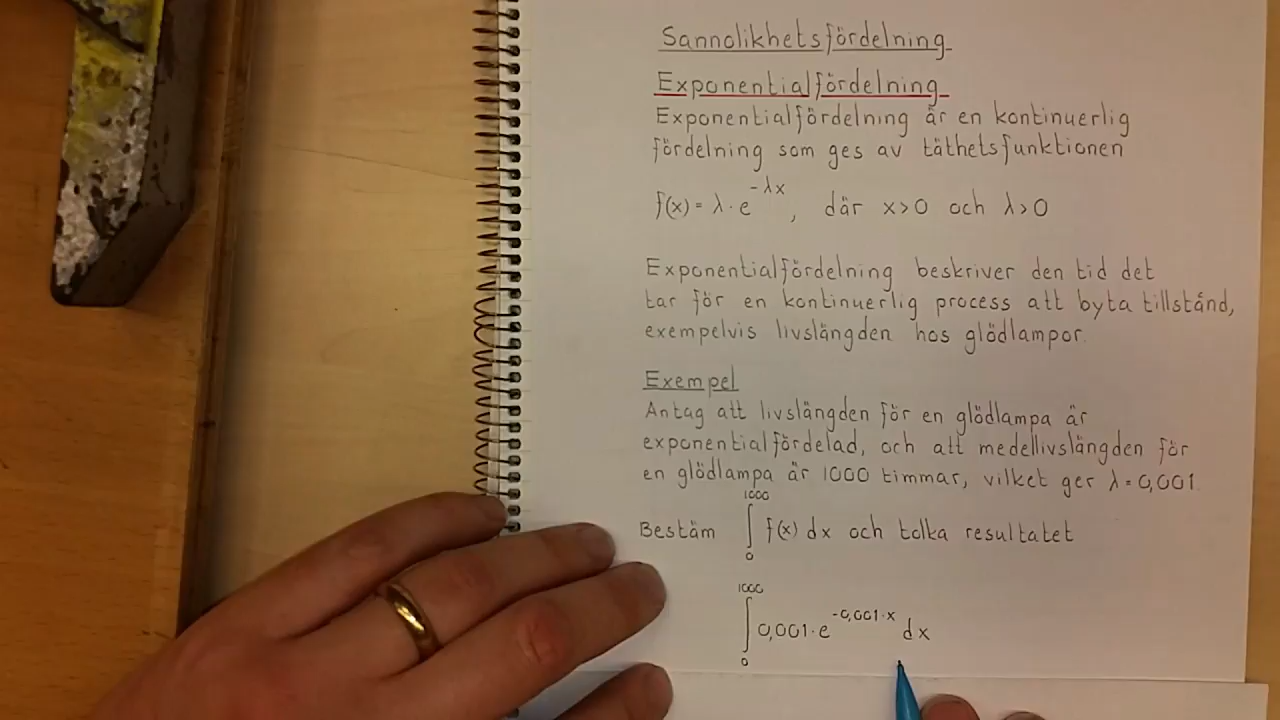 Sannolikhetsfördelning
Exponentialfördelning
Exponentialfördelning är en kontinuerlig
fördelning som ges av täthetsfunktionen
f(x) = λ · e^{-λx}, där x>0 och λ>0
Exponentialfördelning beskriver den tid det
tar för en kontinuerlig process att byta tillstånd,
exempelvis livslängden hos glödlampor.
Exempel
Antag att livslängden för en glödlampa är
exponentialfördelad, och att medellivslängden för
en glödlampa är 1000 timmar, vilket ger λ = 0,001.
Bestäm ∫_0^{1000} f(x) dx och tolka resultatet
∫_0^{1000} 0,001 · e^{-0,001·x} dx